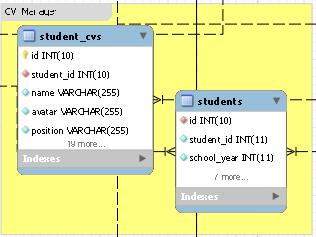 CV Manager
student_cvs
id INT(10)
student_id INT(10)
name VARCHAR(255)
avatar VARCHAR(255)
position VARCHAR(255)
19 more...
Indexes
students
id INT(10)
student_id INT(11)
school_year INT(11)
7 more...
Indexes